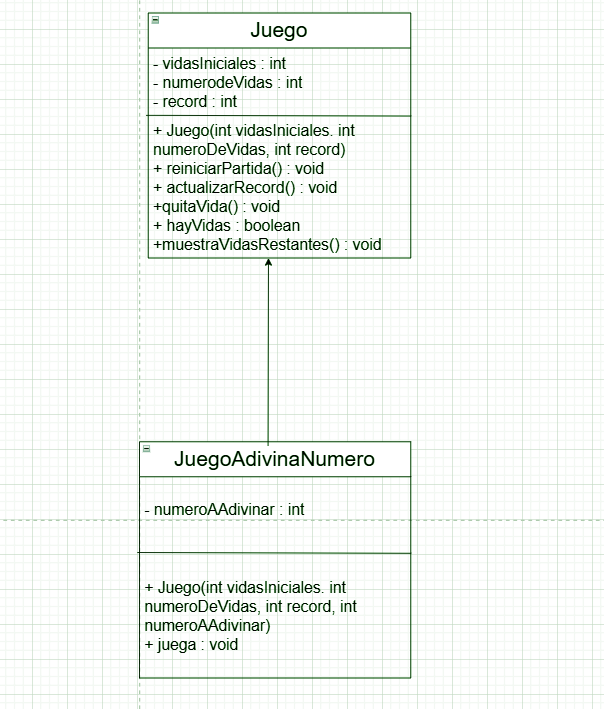 Juego
- vidasIniciales : int
- numerodeVidas : int
- record : int
+ Juego(int vidasIniciales. int
numeroDeVidas, int record)
+ reiniciarPartida() : void
+ actualizarRecord() : void
+quitaVida() : void
+ hayVidas : boolean
+muestraVidasRestantes() : void
JuegoAdivinaNumero
- numeroAAdivinar : int
+ Juego(int vidasIniciales. int
numeroDeVidas, int record, int
numeroAAdivinar)
+ juega : void